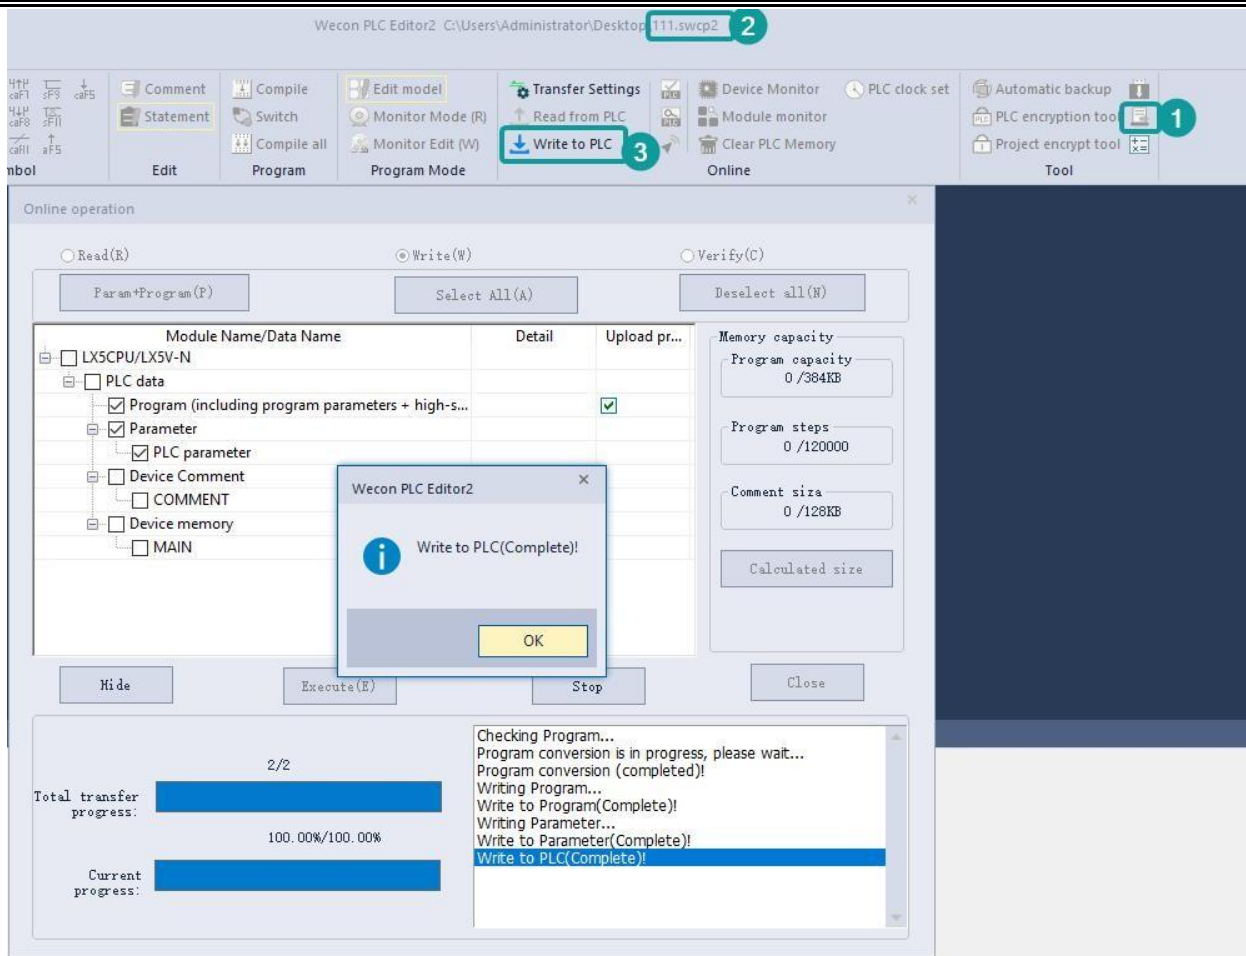 Wecon PLC Editor2 C:\Users\Administrator\Desktop\111.swcp2 2
caF7 sF9 caF5
caF8
aF5
Comment
Statement
Edit
Compile
Switch
Compile all
Program
Edit model
Monitor Mode (R)
Monitor Edit (W)
Program Mode
Transfer Settings
Read from PLC
Write to PLC 3
Device Monitor
Module monitor
Clear PLC Memory
PLC clock set
Online
Automatic backup
PLC encryption tool 1
Project encrypt tool
Tool
mbol
Online operation
Read(R) Write(W) Verify(C)
Param+Program(P) Select All(A) Deselect all(N)
Module Name/Data Name Detail Upload pr...
LX5CPU/LX5V-N
PLC data
Program (including program parameters + high-s...
Parameter
PLC parameter
Device Comment
COMMENT
Device memory
MAIN
Memory capacity
Program capacity
0 /384KB
Program steps
0 /120000
Comment size
0 /128KB
Calculated size
Wecon PLC Editor2
Write to PLC(Complete)!
OK
Hide Execute(E) Stop Close
2/2
Total transfer
progress:
100.00%/100.00%
Current
progress:
Checking Program...
Program conversion is in progress, please wait...
Program conversion (completed)!
Writing Program...
Write to Program(Complete)!
Writing Parameter...
Write to Parameter(Complete)!
Write to PLC(Complete)!